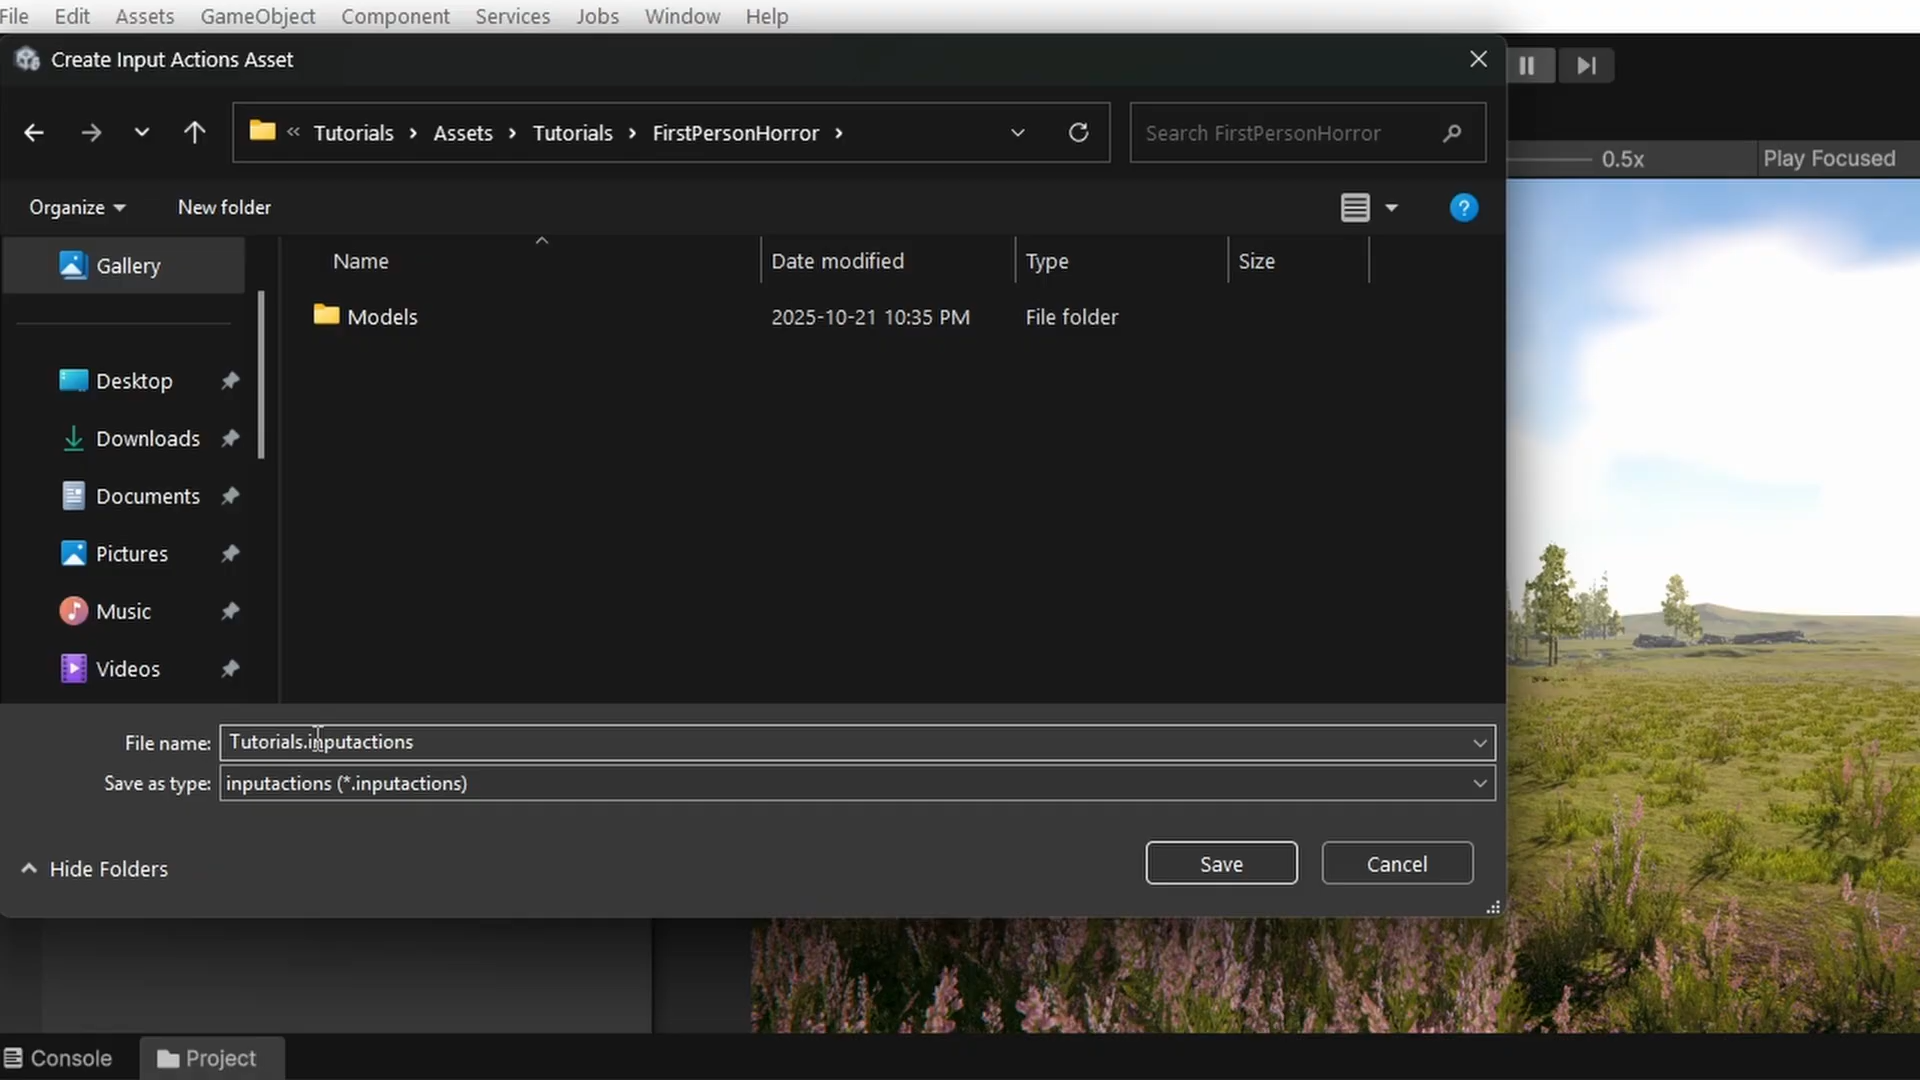 File Edit Assets GameObject Component Services Jobs Window Help
Create Input Actions Asset
« Tutorials › Assets › Tutorials › FirstPersonHorror ›
Search FirstPersonHorror
0.5x Play Focused
Organize New folder
?
Gallery
Name Date modified Type Size
Models 2025-10-21 10:35 PM File folder
Desktop
Downloads
Documents
Pictures
Music
Videos
File name: Tutorials.inputactions
Save as type: inputactions (*.inputactions)
Hide Folders Save Cancel
Console Project